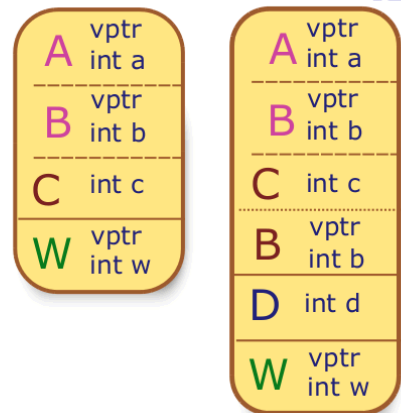 A vptr
int a
B vptr
int b
C int c
W vptr
int w
A vptr
int a
B vptr
int b
C int c
B vptr
int b
D int d
W vptr
int w